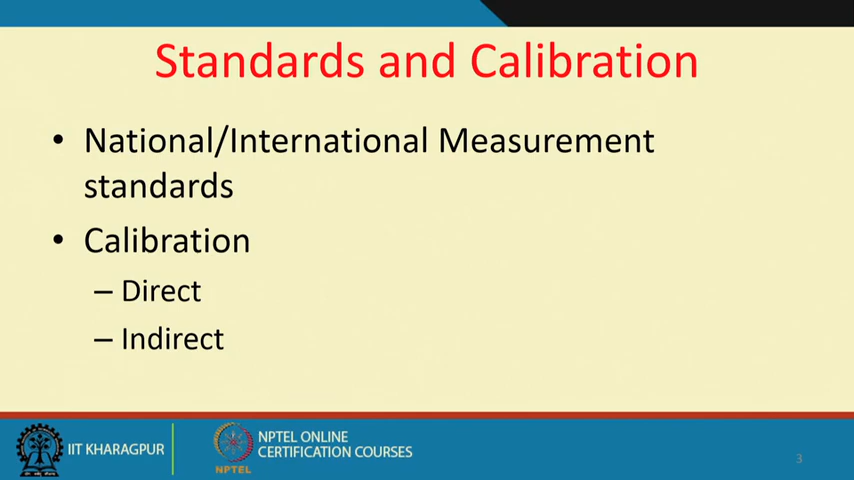 Standards and Calibration
• National/International Measurement
standards
• Calibration
– Direct
– Indirect
IIT KHARAGPUR
NPTEL
NPTEL ONLINE
CERTIFICATION COURSES
3